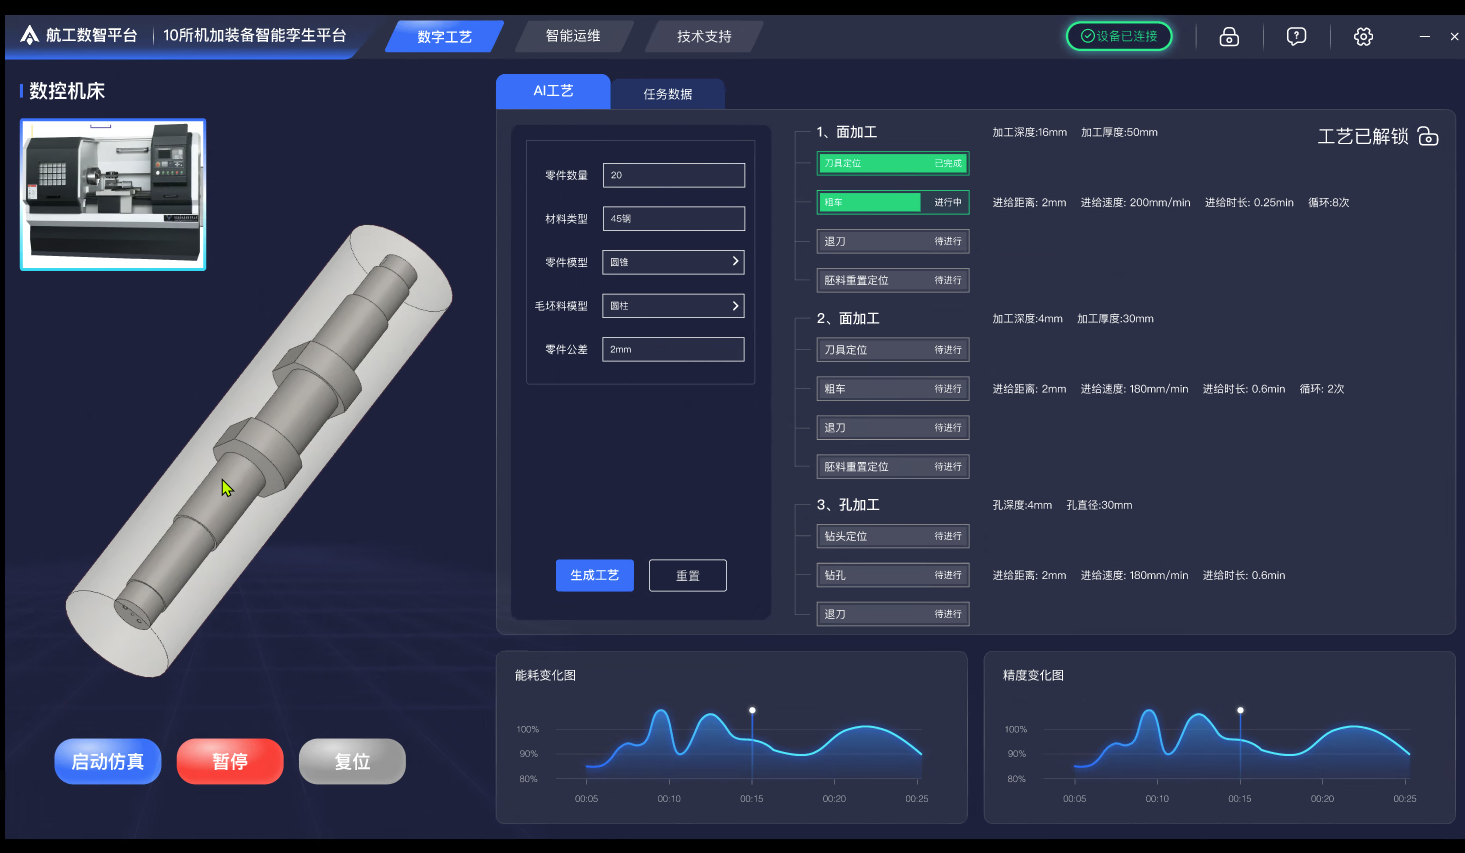 航工数智平台
10所机加装备智能孪生平台
数字工艺
智能运维
技术支持
设备已连接
数控机床
AI工艺
任务数据
零件数量
20
材料类型
45钢
零件模型
圆锥
毛坯料模型
圆柱
零件公差
2mm
生成工艺
重置
1、面加工
加工深度:16mm 加工厚度:50mm
工艺已解锁
刀具定位 已完成
粗车 进行中
进给距离: 2mm 进给速度: 200mm/min 进给时长: 0.25min 循环:8次
退刀 待进行
胚料重置定位 待进行
2、面加工
加工深度:4mm 加工厚度:30mm
刀具定位 待进行
粗车 待进行
进给距离: 2mm 进给速度: 180mm/min 进给时长: 0.6min 循环: 2次
退刀 待进行
胚料重置定位 待进行
3、孔加工
孔深度:4mm 孔直径:30mm
钻头定位 待进行
钻孔 待进行
进给距离: 2mm 进给速度: 180mm/min 进给时长: 0.6min
退刀 待进行
启动仿真
暂停
复位
能耗变化图
100%
90%
80%
00:05 00:10 00:15 00:20 00:25
精度变化图
100%
90%
80%
00:05 00:10 00:15 00:20 00:25